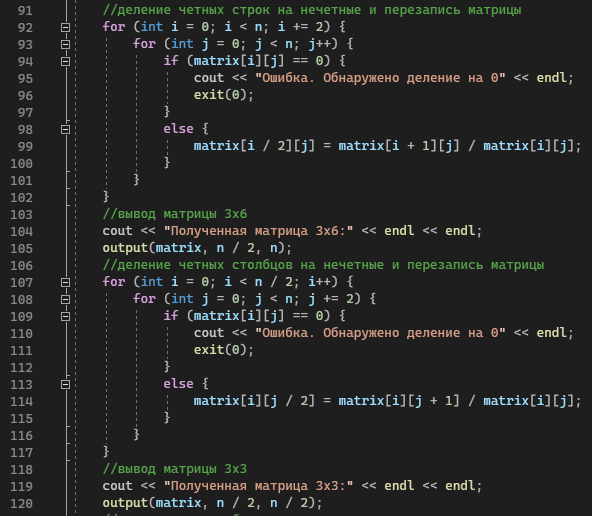 91 //деление четных строк на нечетные и перезапись матрицы
92 for (int i = 0; i < n; i += 2) {
93 for (int j = 0; j < n; j++) {
94 if (matrix[i][j] == 0) {
95 cout << "Ошибка. Обнаружено деление на 0" << endl;
96 exit(0);
97 }
98 else {
99 matrix[i / 2][j] = matrix[i + 1][j] / matrix[i][j];
100 }
101 }
102 }
103 //вывод матрицы 3х6
104 cout << "Полученная матрица 3х6:" << endl << endl;
105 output(matrix, n / 2, n);
106 //деление четных столбцов на нечетные и перезапись матрицы
107 for (int i = 0; i < n / 2; i++) {
108 for (int j = 0; j < n; j += 2) {
109 if (matrix[i][j] == 0) {
110 cout << "Ошибка. Обнаружено деление на 0" << endl;
111 exit(0);
112 }
113 else {
114 matrix[i][j / 2] = matrix[i][j + 1] / matrix[i][j];
115 }
116 }
117 }
118 //вывод матрицы 3х3
119 cout << "Полученная матрица 3х3:" << endl << endl;
120 output(matrix, n / 2, n / 2);